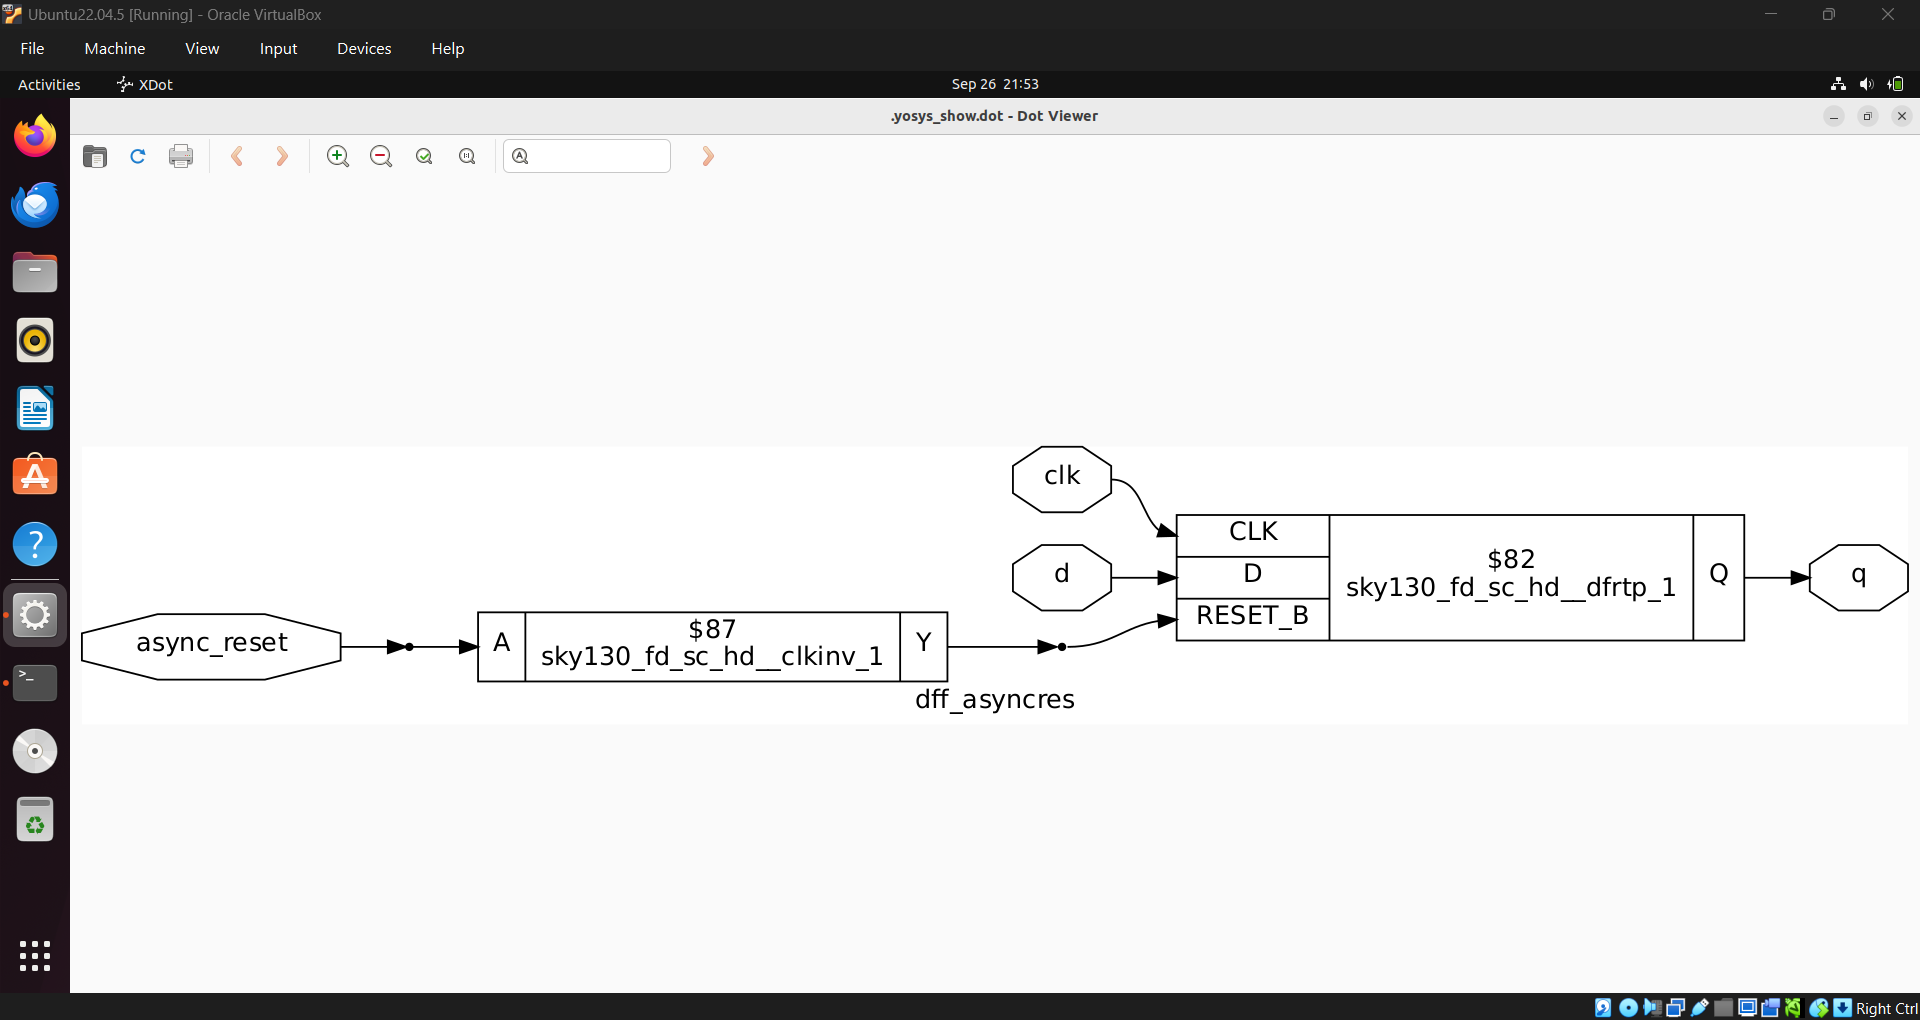 Ubuntu22.04.5 [Running] - Oracle VirtualBox
File Machine View Input Devices Help
Activities XDot Sep 26 21:53
.yosys_show.dot - Dot Viewer
clk
CLK
d
D
$82
sky130_fd_sc_hd__dfrtp_1
Q
q
RESET_B
async_reset
A
$87
sky130_fd_sc_hd__clkinv_1
Y
dff_asyncres
Right Ctrl